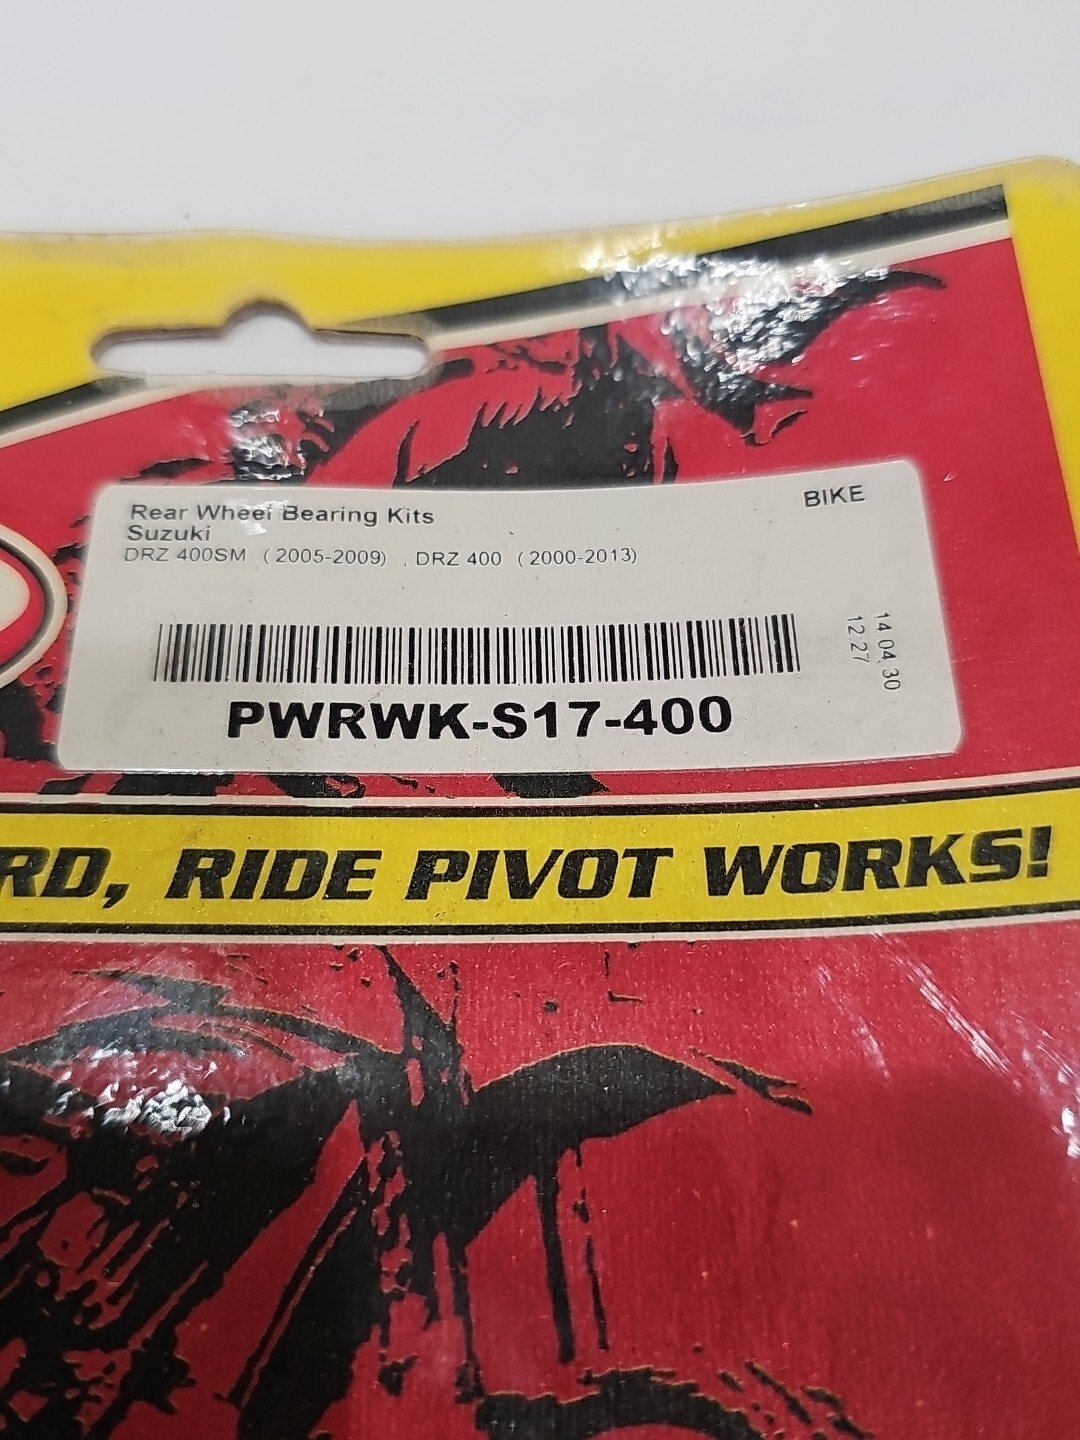 Rear Wheel Bearing Kits
BIKE
Suzuki
DRZ 400SM (2005-2009) , DRZ 400 (2000-2013)
14.04.30
12:27
PWRWK-S17-400
RD, RIDE PIVOT WORKS!